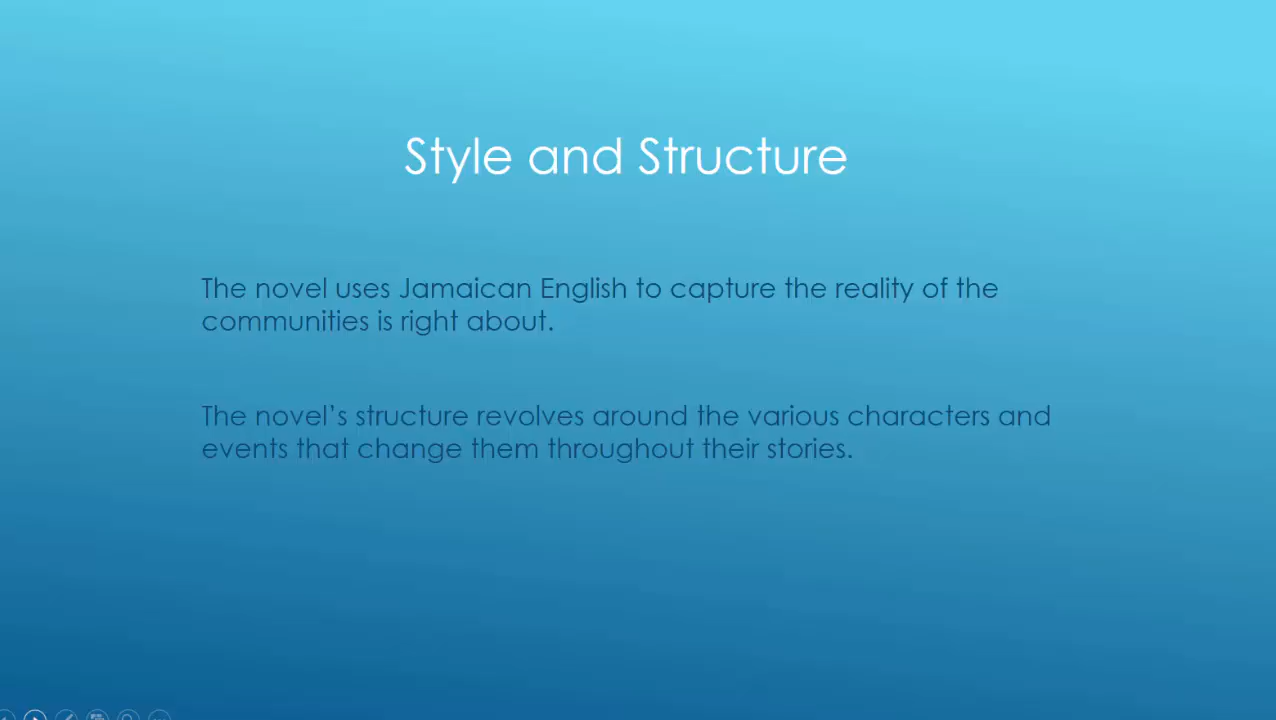 Style and Structure
The novel uses Jamaican English to capture the reality of the
communities is right about.
The novel’s structure revolves around the various characters and
events that change them throughout their stories.